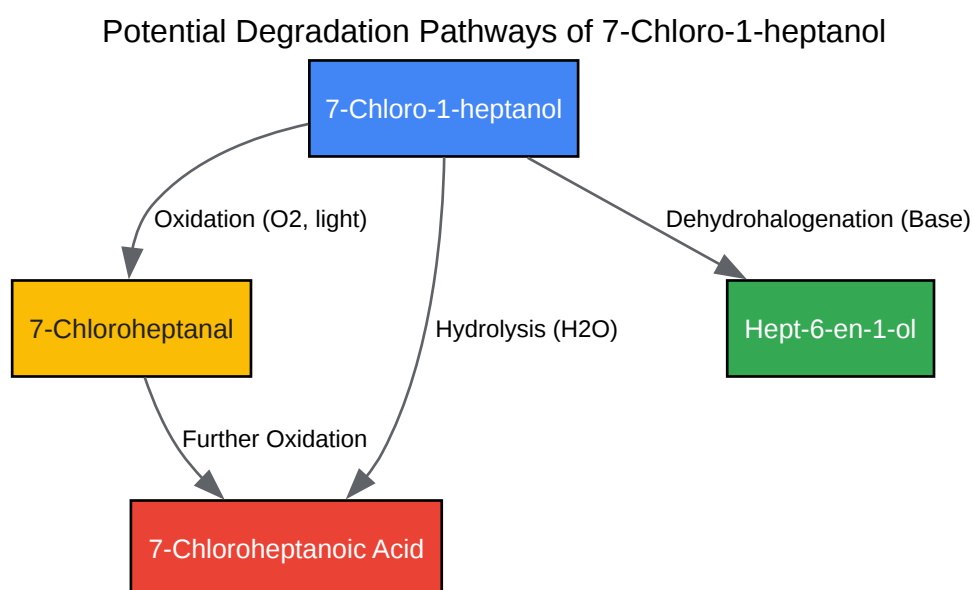 Potential Degradation Pathways of 7-Chloro-1-heptanol
7-Chloro-1-heptanol
Oxidation (O2, light)
Dehydrohalogenation (Base)
7-Chloroheptanal
Hydrolysis (H2O)
Hept-6-en-1-ol
Further Oxidation
7-Chloroheptanoic Acid